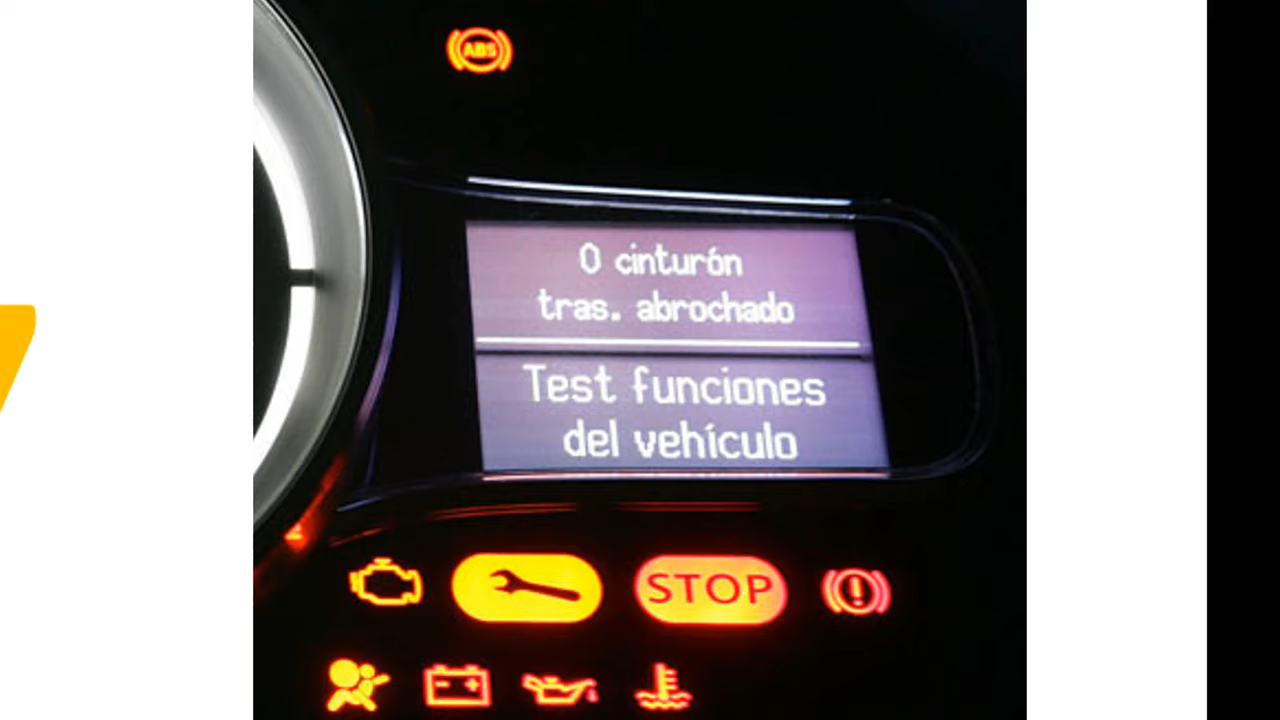 ABS
0 cinturón
tras. abrochado
Test funciones
del vehículo
STOP